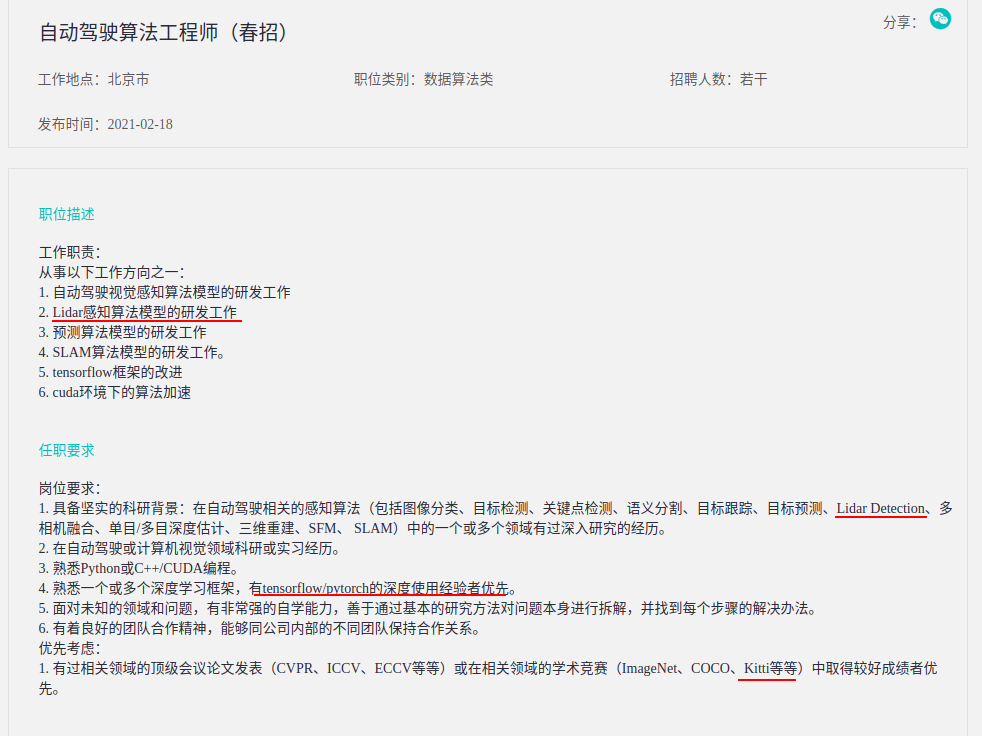 自动驾驶算法工程师（春招）
分享：
工作地点：北京市 职位类别：数据算法类 招聘人数：若干
发布时间：2021-02-18
职位描述
工作职责：
从事以下工作方向之一：
1. 自动驾驶视觉感知算法模型的研发工作
2. Lidar感知算法模型的研发工作
3. 预测算法模型的研发工作
4. SLAM算法模型的研发工作。
5. tensorflow框架的改进
6. cuda环境下的算法加速
任职要求
岗位要求：
1. 具备坚实的科研背景：在自动驾驶相关的感知算法（包括图像分类、目标检测、关键点检测、语义分割、目标跟踪、目标预测、Lidar Detection、多
相机融合、单目/多目深度估计、三维重建、SFM、 SLAM）中的一个或多个领域有过深入研究的经历。
2. 在自动驾驶或计算机视觉领域科研或实习经历。
3. 熟悉Python或C++/CUDA编程。
4. 熟悉一个或多个深度学习框架，有tensorflow/pytorch的深度使用经验者优先。
5. 面对未知的领域和问题，有非常强的自学能力，善于通过基本的研究方法对问题本身进行拆解，并找到每个步骤的解决办法。
6. 有着良好的团队合作精神，能够同公司内部的不同团队保持合作关系。
优先考虑：
1. 有过相关领域的顶级会议论文发表（CVPR、ICCV、ECCV等等）或在相关领域的学术竞赛（ImageNet、COCO、Kitti等等）中取得较好成绩者优
先。